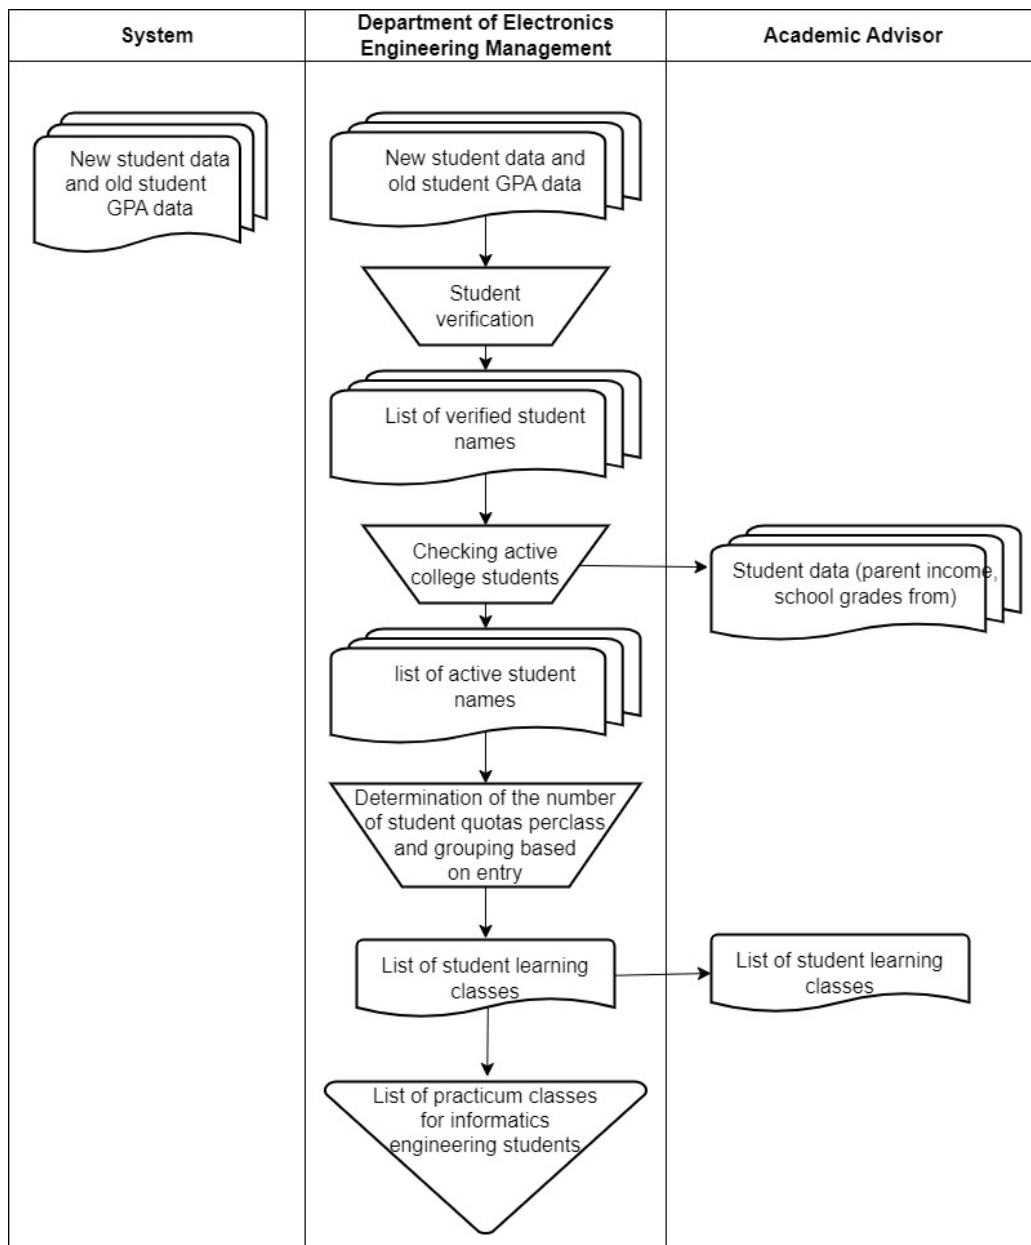 System
Department of Electronics
Engineering Management
Academic Advisor
New student data
and old student
GPA data
New student data and
old student GPA data
Student
verification
List of verified student
names
Checking active
college students
Student data (parent income,
school grades from)
list of active student
names
Determination of the number
of student quotas perclass
and grouping based
on entry
List of student learning
classes
List of student learning
classes
List of practicum classes
for informatics
engineering students